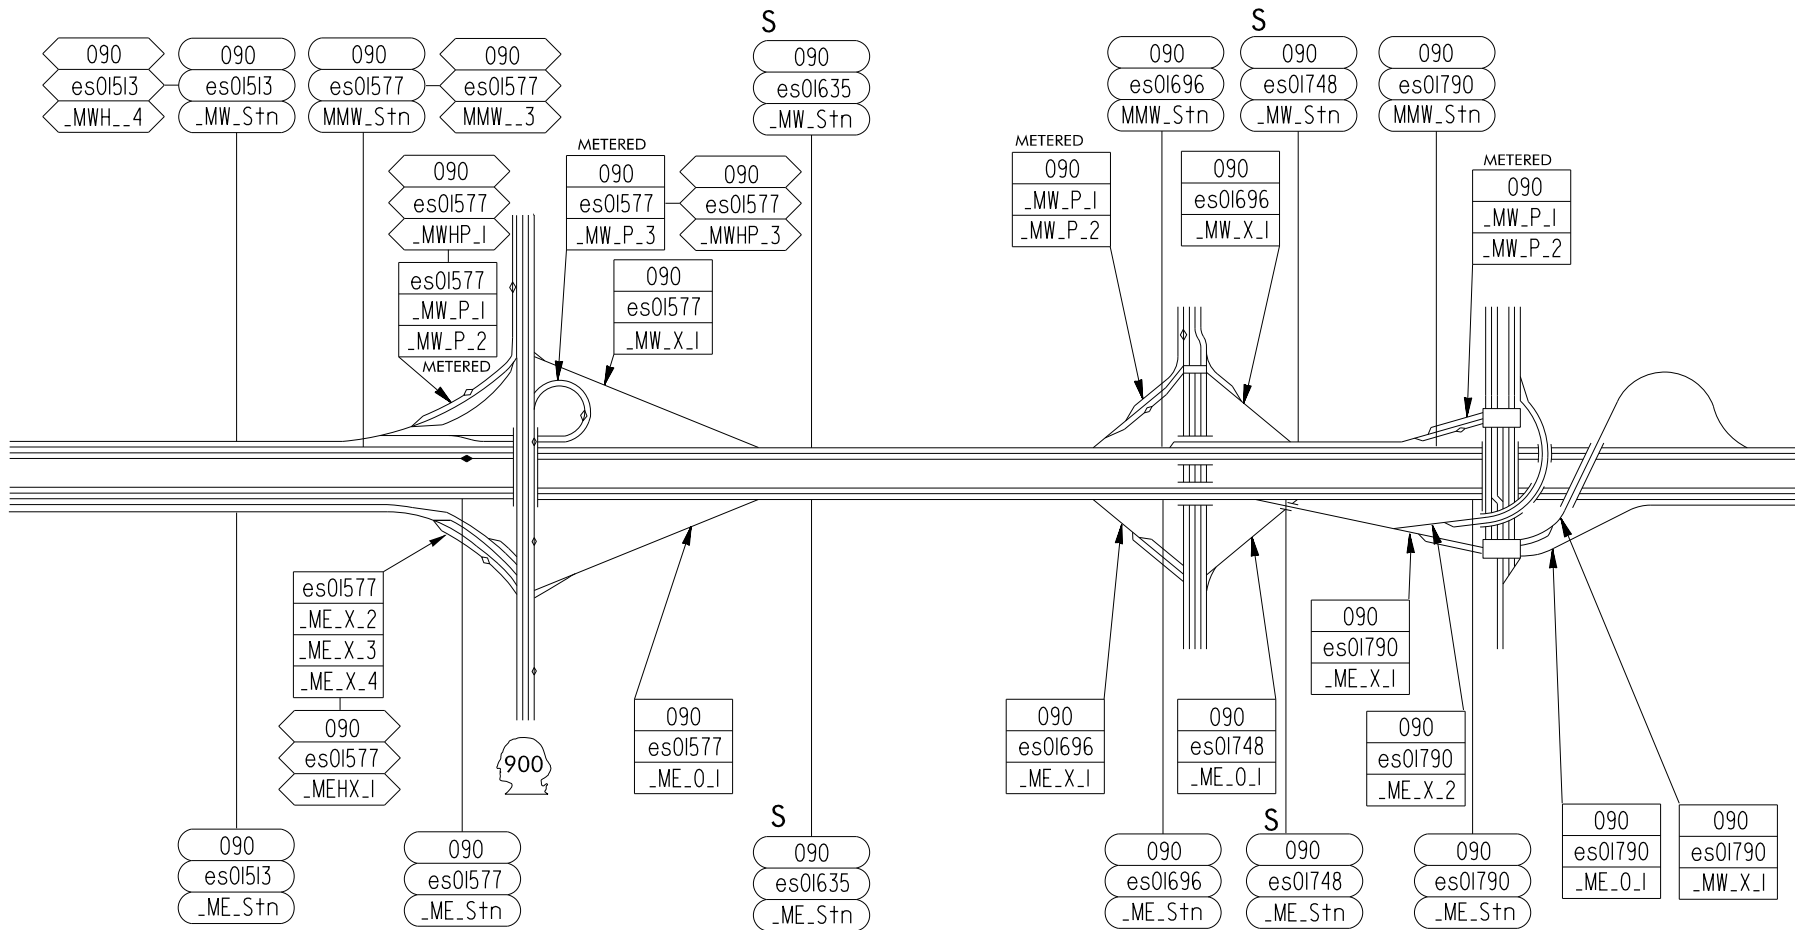 S
S
090
es01513
_MWH__4
090
es01513
_MW_Stn
090
es01577
MMW_Stn
090
es01577
MMW__3
090
es01635
_MW_Stn
090
es01696
MMW_Stn
090
es01748
_MW_Stn
090
es01790
MMW_Stn
090
es01577
_MWHP_1
es01577
_MW_P_1
_MW_P_2
METERED
METERED
090
es01577
_MW_P_3
090
es01577
_MWHP_3
090
es01577
_MW_X_1
METERED
090
_MW_P_1
_MW_P_2
090
es01696
_MW_X_1
METERED
090
_MW_P_1
_MW_P_2
es01577
_ME_X_2
_ME_X_3
_ME_X_4
090
es01577
_MEHX_1
900
090
es01577
_ME_O_1
090
es01696
_ME_X_1
090
es01748
_ME_O_1
090
es01790
_ME_X_1
090
es01790
_ME_X_2
090
es01790
_ME_O_1
090
es01790
_MW_X_1
S
S
090
es01513
_ME_Stn
090
es01577
_ME_Stn
090
es01635
_ME_Stn
090
es01696
_ME_Stn
090
es01748
_ME_Stn
090
es01790
_ME_Stn